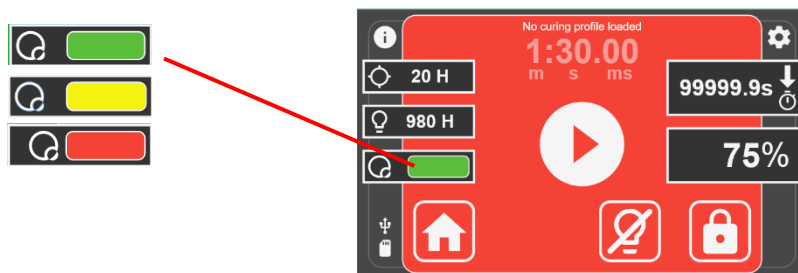 No curing profile loaded
1:30.00
m s ms
20 H
99999.9s
980 H
75%